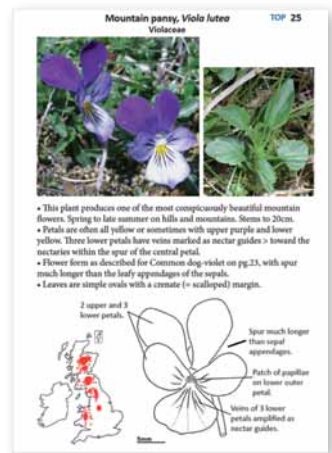 Mountain pansy, Viola lutea
TOP 25
Violaceae
• This plant produces one of the most conspicuously beautiful mountain
flowers. Spring to late summer on hills and mountains. Stems to 20cm.
• Petals are often all yellow or sometimes with upper purple and lower
yellow. Three lower petals have veins marked as nectar guides > toward the
nectaries within the spur of the central petal.
• Flower form as described for Common dog-violet on pg.23, with spur
much longer than the leafy appendages of the sepals.
• Leaves are simple ovals with a crenate (= scalloped) margin.
2 upper and 3
lower petals.
Spur much longer
than sepal
appendages.
Patch of papillae
on lower outer
petal.
Veins of 3 lower
petals amplified as
nectar guides.
5mm